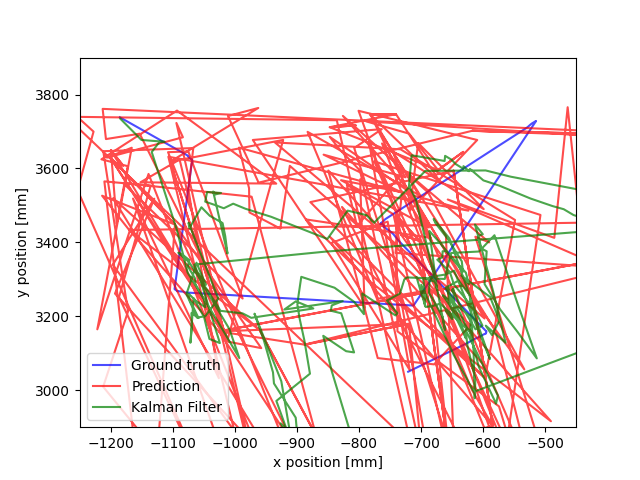 3800
3600
3400
3200
3000
y position [mm]
Ground truth
Prediction
Kalman Filter
−1200 −1100 −1000 −900 −800 −700 −600 −500
x position [mm]